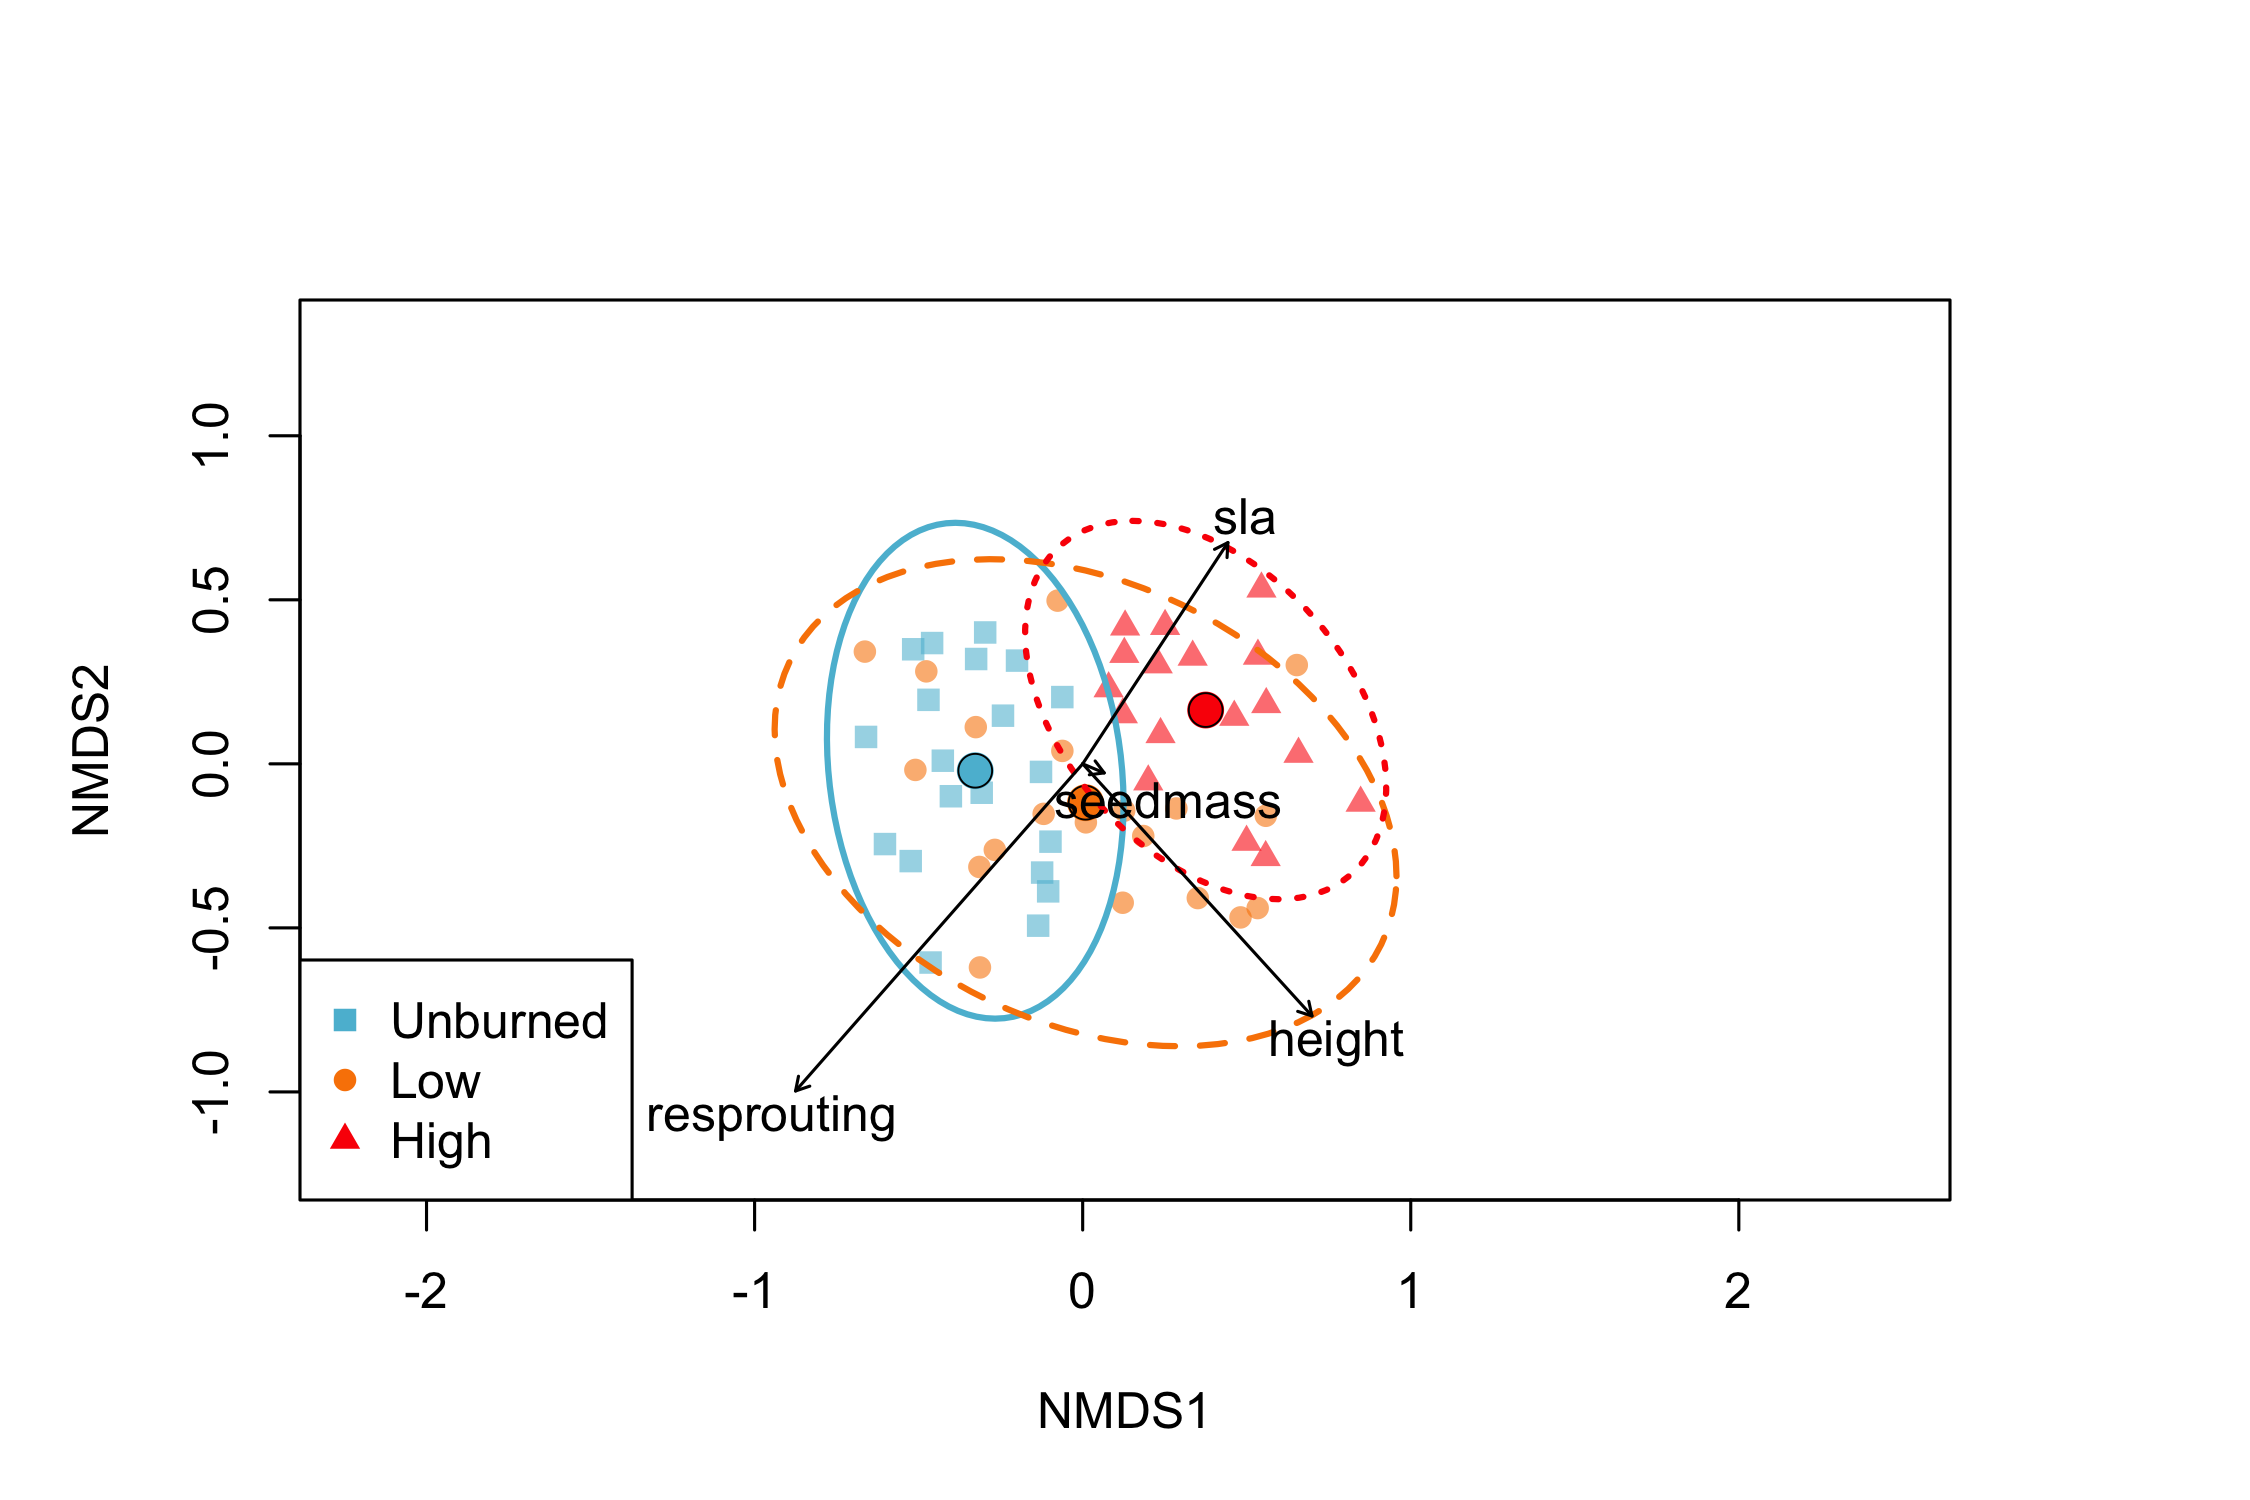 sla
seedmass
height
resprouting
1.0
0.5
0.0
-0.5
-1.0
NMDS2
Unburned
Low
High
-2
-1
0
1
2
NMDS1